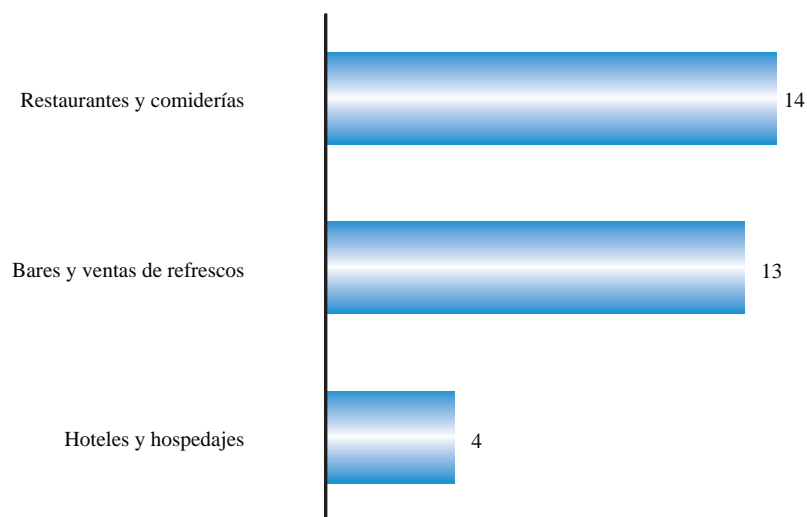 Restaurantes y comiderías
14
Bares y ventas de refrescos
13
Hoteles y hospedajes
4